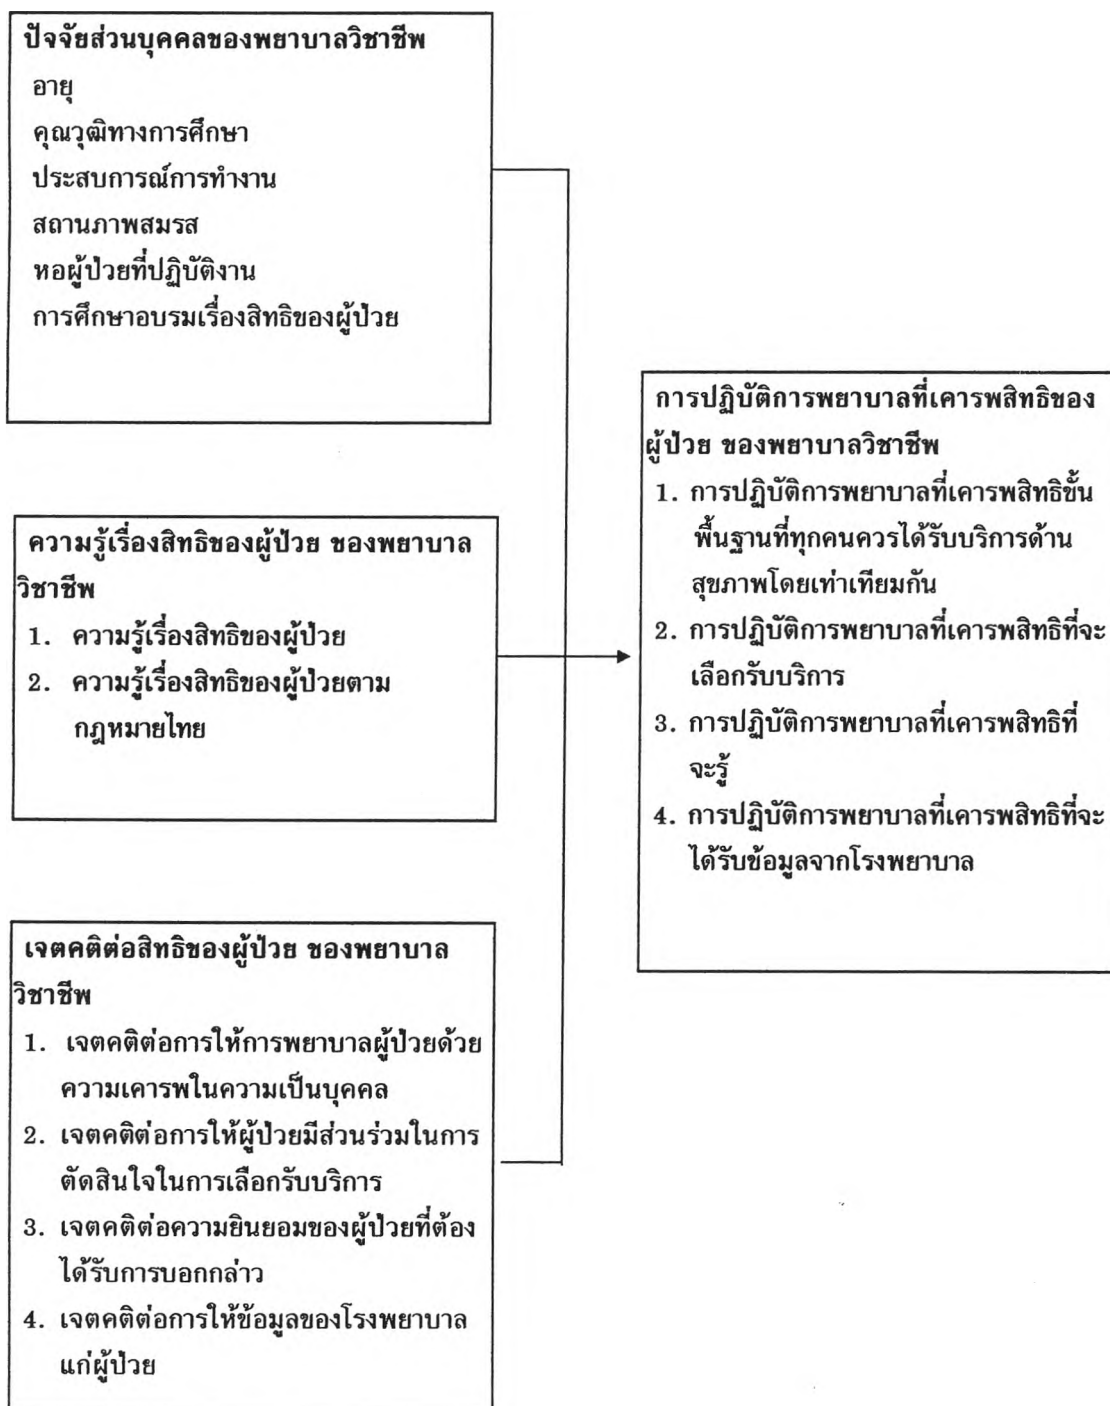 ปัจจัยส่วนบุคคลของพยาบาลวิชาชีพ
อายุ
คุณวุฒิทางการศึกษา
ประสบการณ์การทำงาน
สถานภาพสมรส
หอผู้ป่วยที่ปฏิบัติงาน
การศึกษาอบรมเรื่องสิทธิของผู้ป่วย
ความรู้เรื่องสิทธิของผู้ป่วย ของพยาบาล
วิชาชีพ
1. ความรู้เรื่องสิทธิของผู้ป่วย
2. ความรู้เรื่องสิทธิของผู้ป่วยตาม
กฎหมายไทย
เจตคติต่อสิทธิของผู้ป่วย ของพยาบาล
วิชาชีพ
1. เจตคติต่อการให้การพยาบาลผู้ป่วยด้วย
ความเคารพในความเป็นบุคคล
2. เจตคติต่อการให้ผู้ป่วยมีส่วนร่วมในการ
ตัดสินใจในการเลือกรับบริการ
3. เจตคติต่อความยินยอมของผู้ป่วยที่ต้อง
ได้รับการบอกกล่าว
4. เจตคติต่อการให้ข้อมูลของโรงพยาบาล
แก่ผู้ป่วย
การปฏิบัติการพยาบาลที่เคารพสิทธิของ
ผู้ป่วย ของพยาบาลวิชาชีพ
1. การปฏิบัติการพยาบาลที่เคารพสิทธิขั้น
พื้นฐานที่ทุกคนควรได้รับบริการด้าน
สุขภาพโดยเท่าเทียมกัน
2. การปฏิบัติการพยาบาลที่เคารพสิทธิที่จะ
เลือกรับบริการ
3. การปฏิบัติการพยาบาลที่เคารพสิทธิที่
จะรู้
4. การปฏิบัติการพยาบาลที่เคารพสิทธิที่จะ
ได้รับข้อมูลจากโรงพยาบาล